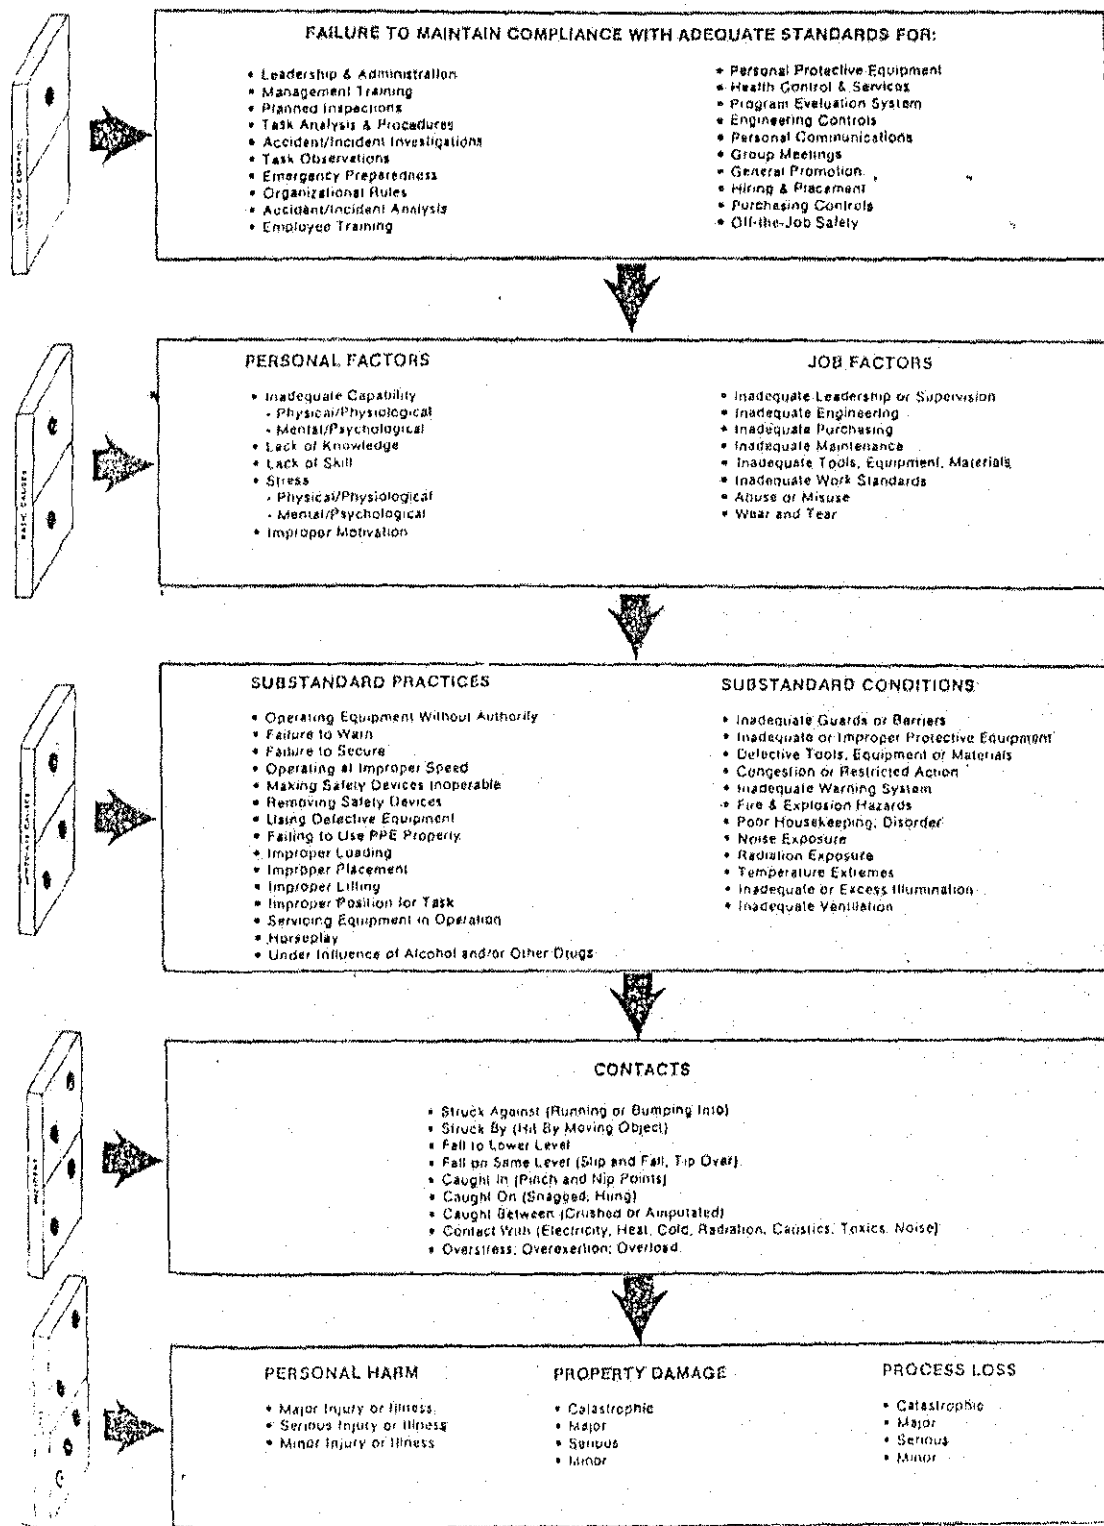 FAILURE TO MAINTAIN COMPLIANCE WITH ADEQUATE STANDARDS FOR:
• Leadership & Administration
• Management Training
• Planned Inspections
• Task Analysis & Procedures
• Accident/Incident Investigations
• Task Observations
• Emergency Preparedness
• Organizational Rules
• Accident/Incident Analysis
• Employee Training
• Personal Protective Equipment
• Health Control & Services
• Program Evaluation System
• Engineering Controls
• Personal Communications
• Group Meetings
• General Promotion
• Hiring & Placement
• Purchasing Controls
• Off-the-Job Safety
LACK OF CONTROL
PERSONAL FACTORS
• Inadequate Capability
- Physical/Physiological
- Mental/Psychological
• Lack of Knowledge
• Lack of Skill
• Stress
- Physical/Physiological
- Mental/Psychological
• Improper Motivation
JOB FACTORS
• Inadequate Leadership or Supervision
• Inadequate Engineering
• Inadequate Purchasing
• Inadequate Maintenance
• Inadequate Tools, Equipment, Materials
• Inadequate Work Standards
• Abuse or Misuse
• Wear and Tear
BASIC CAUSES
SUBSTANDARD PRACTICES
• Operating Equipment Without Authority
• Failure to Warn
• Failure to Secure
• Operating at Improper Speed
• Making Safety Devices Inoperable
• Removing Safety Devices
• Using Defective Equipment
• Failing to Use PPE Properly
• Improper Loading
• Improper Placement
• Improper Lifting
• Improper Position for Task
• Servicing Equipment in Operation
• Horseplay
• Under Influence of Alcohol and/or Other Drugs
SUBSTANDARD CONDITIONS
• Inadequate Guards or Barriers
• Inadequate or Improper Protective Equipment
• Defective Tools, Equipment or Materials
• Congestion or Restricted Action
• Inadequate Warning System
• Fire & Explosion Hazards
• Poor Housekeeping; Disorder
• Noise Exposure
• Radiation Exposure
• Temperature Extremes
• Inadequate or Excess Illumination
• Inadequate Ventilation
IMMEDIATE CAUSES
CONTACTS
• Struck Against (Running or Bumping Into)
• Struck By (Hit By Moving Object)
• Fall to Lower Level
• Fall on Same Level (Slip and Fall, Tip Over)
• Caught In (Pinch and Nip Points)
• Caught On (Snagged, Hung)
• Caught Between (Crushed or Amputated)
• Contact With (Electricity, Heat, Cold, Radiation, Caustics, Toxics, Noise)
• Overstress; Overexertion; Overload
INCIDENT
PERSONAL HARM
• Major Injury or Illness
• Serious Injury or Illness
• Minor Injury or Illness
PROPERTY DAMAGE
• Catastrophic
• Major
• Serious
• Minor
PROCESS LOSS
• Catastrophic
• Major
• Serious
• Minor